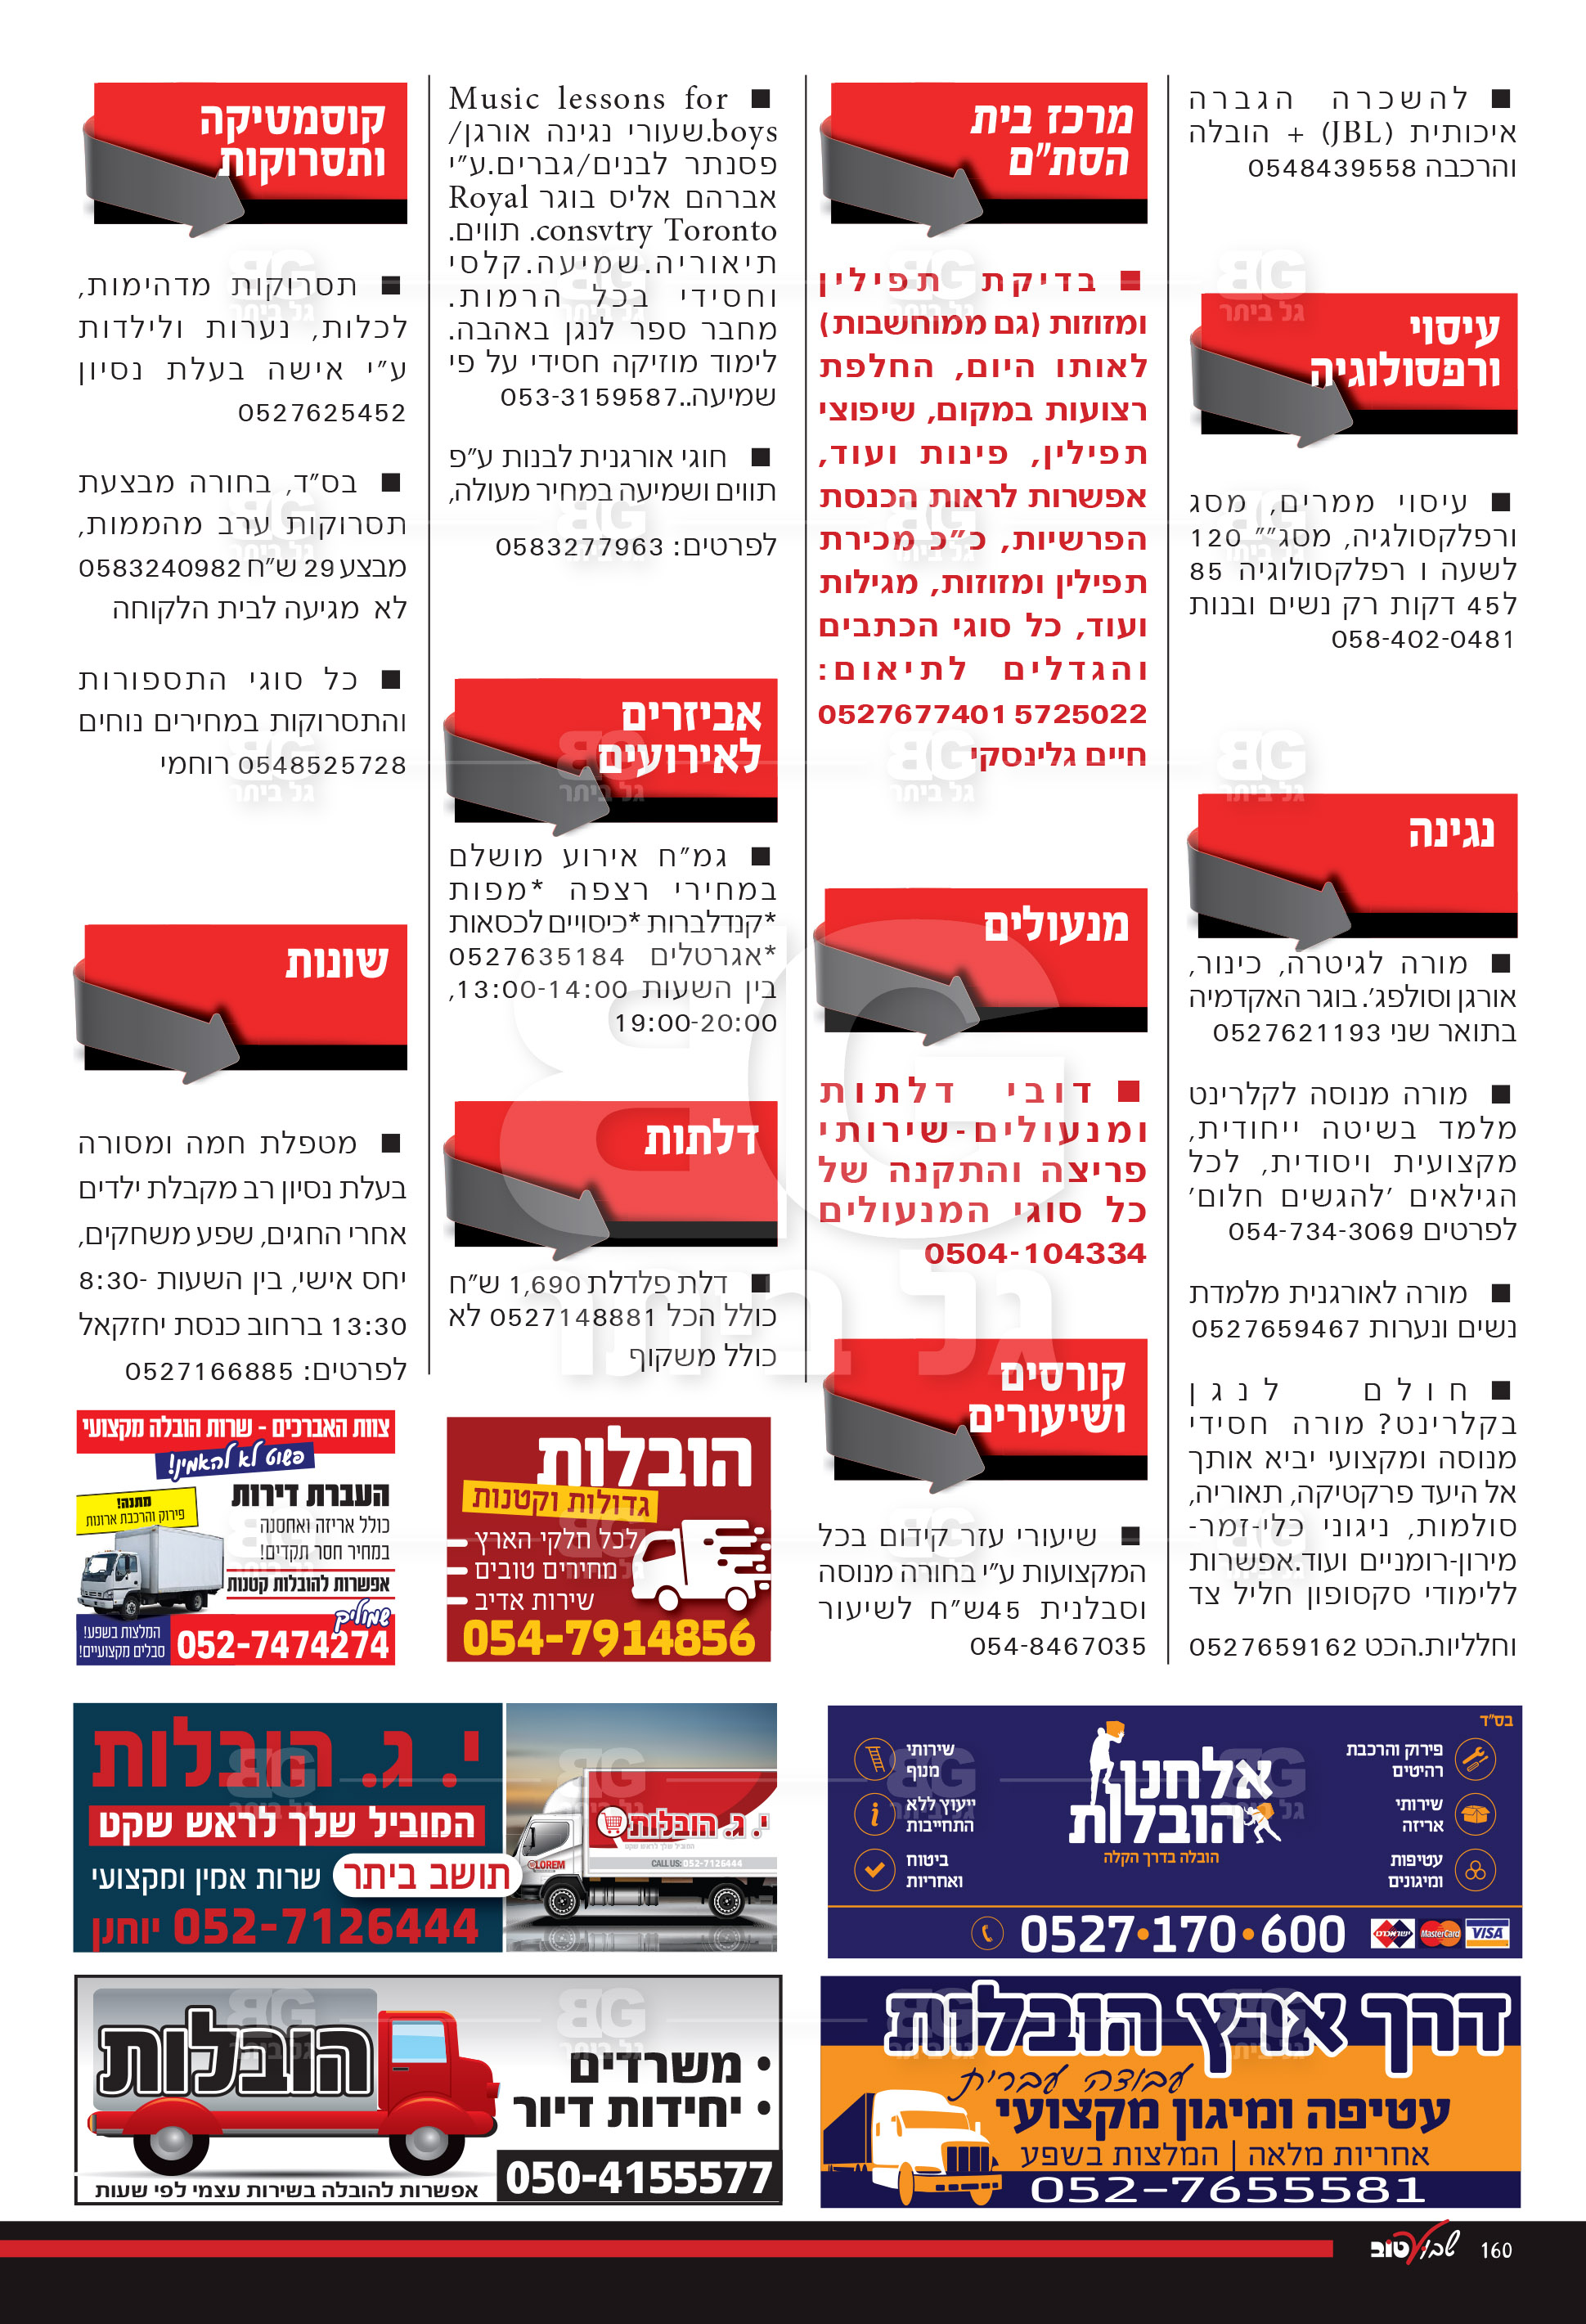 להשכרה הגברה
איכותית (JBL) + הובלה
והרכבה 0548439558
עיסוי
ורפסולוגיה
עיסוי ממרים, מסג
ורפלקסולגיה, מסג"" 120
לשעה ו רפלקסולוגיה 85
ל45 דקות רק נשים ובנות
058-402-0481
נגינה
מורה לגיטרה, כינור,
אורגן וסולפג'. בוגר האקדמיה
בתואר שני 0527621193
מורה מנוסה לקלרינט
מלמד בשיטה ייחודית,
מקצועית ויסודית, לכל
הגילאים 'להגשים חלום'
לפרטים 054-734-3069
מורה לאורגנית מלמדת
נשים ונערות 0527659467
חולם לנגן
בקלרינט? מורה חסידי
מנוסה ומקצועי יביא אותך
אל היעד פרקטיקה, תאוריה,
סולמות, ניגוני כלי-זמר-
מירון-רומניים ועוד.אפשרות
ללימודי סקסופון חליל צד
וחלליות.הכט 0527659162
מרכז בית
הסת"ם
בדיקת תפילין
ומזוזות (גם ממוחשבות)
לאותו היום, החלפת
רצועות במקום, שיפוצי
תפילין, פינות ועוד,
אפשרות לראות הכנסת
הפרשיות, כ"כ מכירת
תפילין ומזוזות, מגילות
ועוד, כל סוגי הכתבים
והגדלים לתיאום:
5725022 0527677401
חיים גלינסקי
מנעולים
דובי דלתות
ומנעולים-שירותי
פריצה והתקנה של
כל סוגי המנעולים
0504-104334
קורסים
ושיעורים
שיעורי עזר קידום בכל
המקצועות ע"י בחורה מנוסה
וסבלנית 45ש"ח לשיעור
054-8467035
Music lessons for
boys.שעורי נגינה אורגן/
פסנתר לבנים/גברים.ע"י
אברהם אליס בוגר Royal
consvtry Toronto. תווים.
תיאוריה.שמיעה.קלסי
וחסידי בכל הרמות.
מחבר ספר לנגן באהבה.
לימוד מוזיקה חסידי על פי
שמיעה..053-3159587
חוגי אורגנית לבנות ע"פ
תווים ושמיעה במחיר מעולה,
לפרטים: 0583277963
אביזרים
לאירועים
גמ"ח אירוע מושלם
במחירי רצפה *מפות
*קנדלברות *כיסויים לכסאות
*אגרטלים 0527635184
בין השעות 13:00-14:00,
19:00-20:00
דלתות
דלת פלדלת 1,690 ש"ח
כולל הכל 0527148881 לא
כולל משקוף
קוסמטיקה
ותסרוקות
תסרוקות מדהימות,
לכלות, נערות ולילדות
ע"י אישה בעלת נסיון
0527625452
בס"ד, בחורה מבצעת
תסרוקות ערב מהממות,
מבצע 29 ש"ח 0583240982
לא מגיעה לבית הלקוחה
כל סוגי התספורות
והתסרוקות במחירים נוחים
0548525728 רוחמי
שונות
מטפלת חמה ומסורה
בעלת נסיון רב מקבלת ילדים
אחרי החגים, שפע משחקים,
יחס אישי, בין השעות 8:30-
13:30 ברחוב כנסת יחזקאל
לפרטים: 0527166885
הובלות
גדולות וקטנות
לכל חלקי הארץ
מחירים טובים
שירות אדיב
054-7914856
צוות האברכים - שרות הובלה מקצועי
פשוט לא להאמין!
העברת דירות
כולל אריזה ואחסנה
במחיר חסר תקדים!
אפשרות להובלות קטנות
מתנה!
פירוק והרכבת ארונות
שמוליק
052-7474274
המלצות בשפע!
סבלים מקצועיים!
בס"ד
אלחנן
הובלות
הובלה בדרך הקלה
פירוק והרכבת
רהיטים
שירותי
אריזה
עטיפות
ומיגונים
שירותי
מנוף
ייעוץ ללא
התחייבות
ביטוח
ואחריות
0527•170•600
ישראכרט MasterCard VISA
י. ג. הובלות
המוביל שלך לראש שקט
תושב ביתר שרות אמין ומקצועי
052-7126444 יוחנן
י. ג. הובלות
המוביל שלך לראש שקט
CALL US: 052-7126444
LOREM
דרך ארץ הובלות
עבודה עברית
עטיפה ומיגון מקצועי
אחריות מלאה | המלצות בשפע
052-7655581
הובלות
• משרדים
• יחידות דיור
050-4155577
אפשרות להובלה בשירות עצמי לפי שעות
BG
גל ביתר
160 שבוע טוב